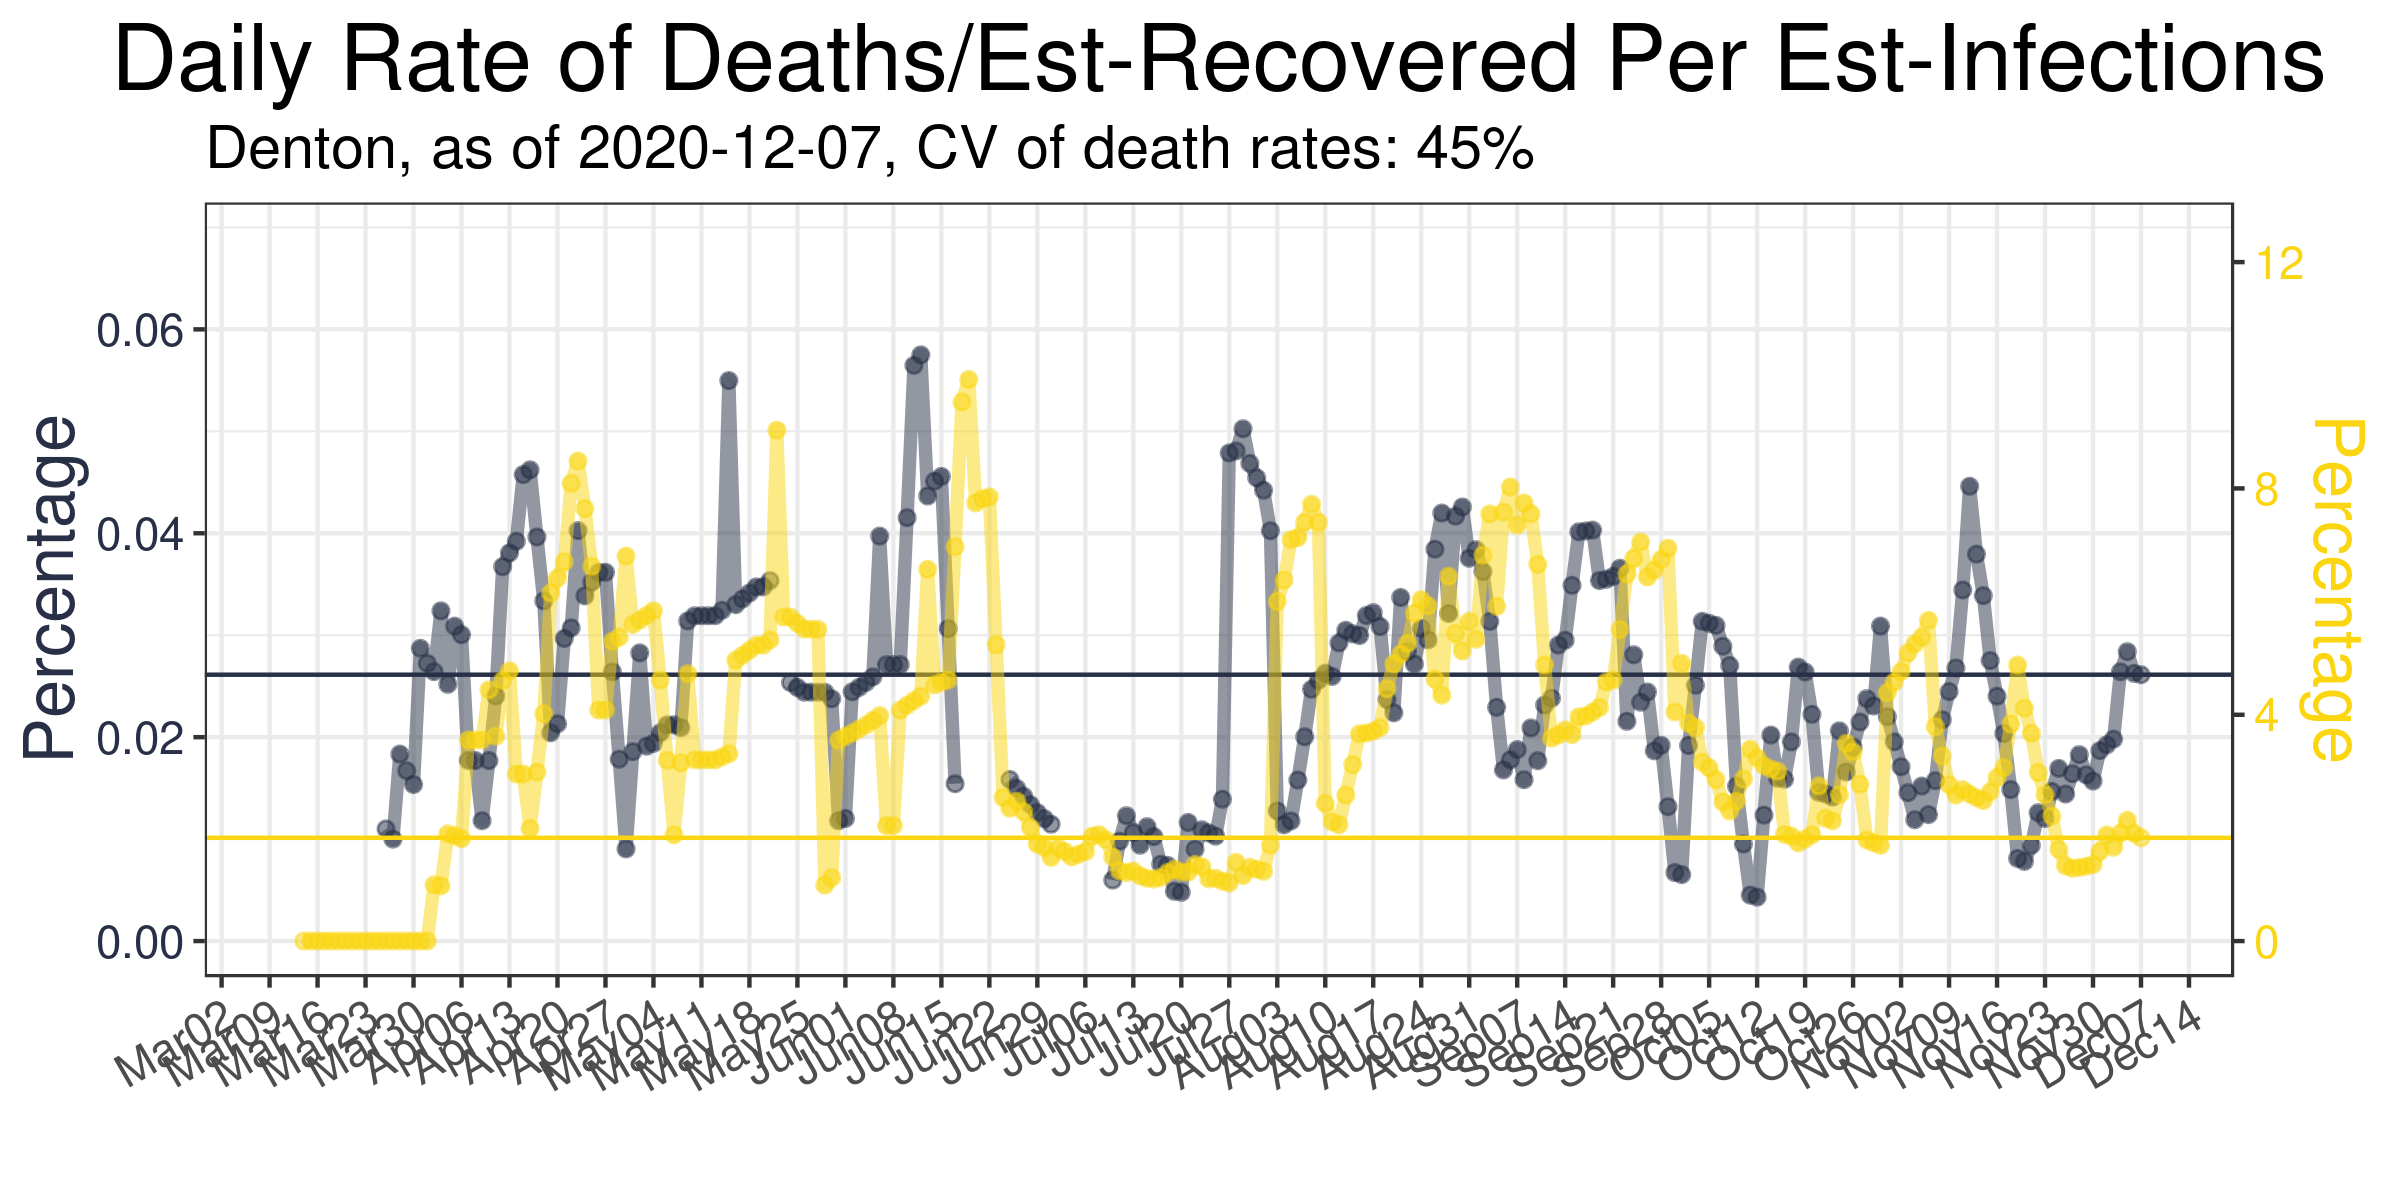 Daily Rate of Deaths/Est-Recovered Per Est-Infections
Denton, as of 2020-12-07, CV of death rates: 45%
Percentage
0.06
0.04
0.02
0.00
12
8
4
0
Percentage
Mar02
Mar09
Mar16
Mar23
Mar30
Apr06
Apr13
Apr20
Apr27
May04
May11
May18
May25
Jun01
Jun08
Jun15
Jun22
Jun29
Jul06
Jul13
Jul20
Jul27
Aug03
Aug10
Aug17
Aug24
Aug31
Sep07
Sep14
Sep21
Sep28
Oct05
Oct12
Oct19
Oct26
Nov02
Nov09
Nov16
Nov23
Nov30
Dec07
Dec14